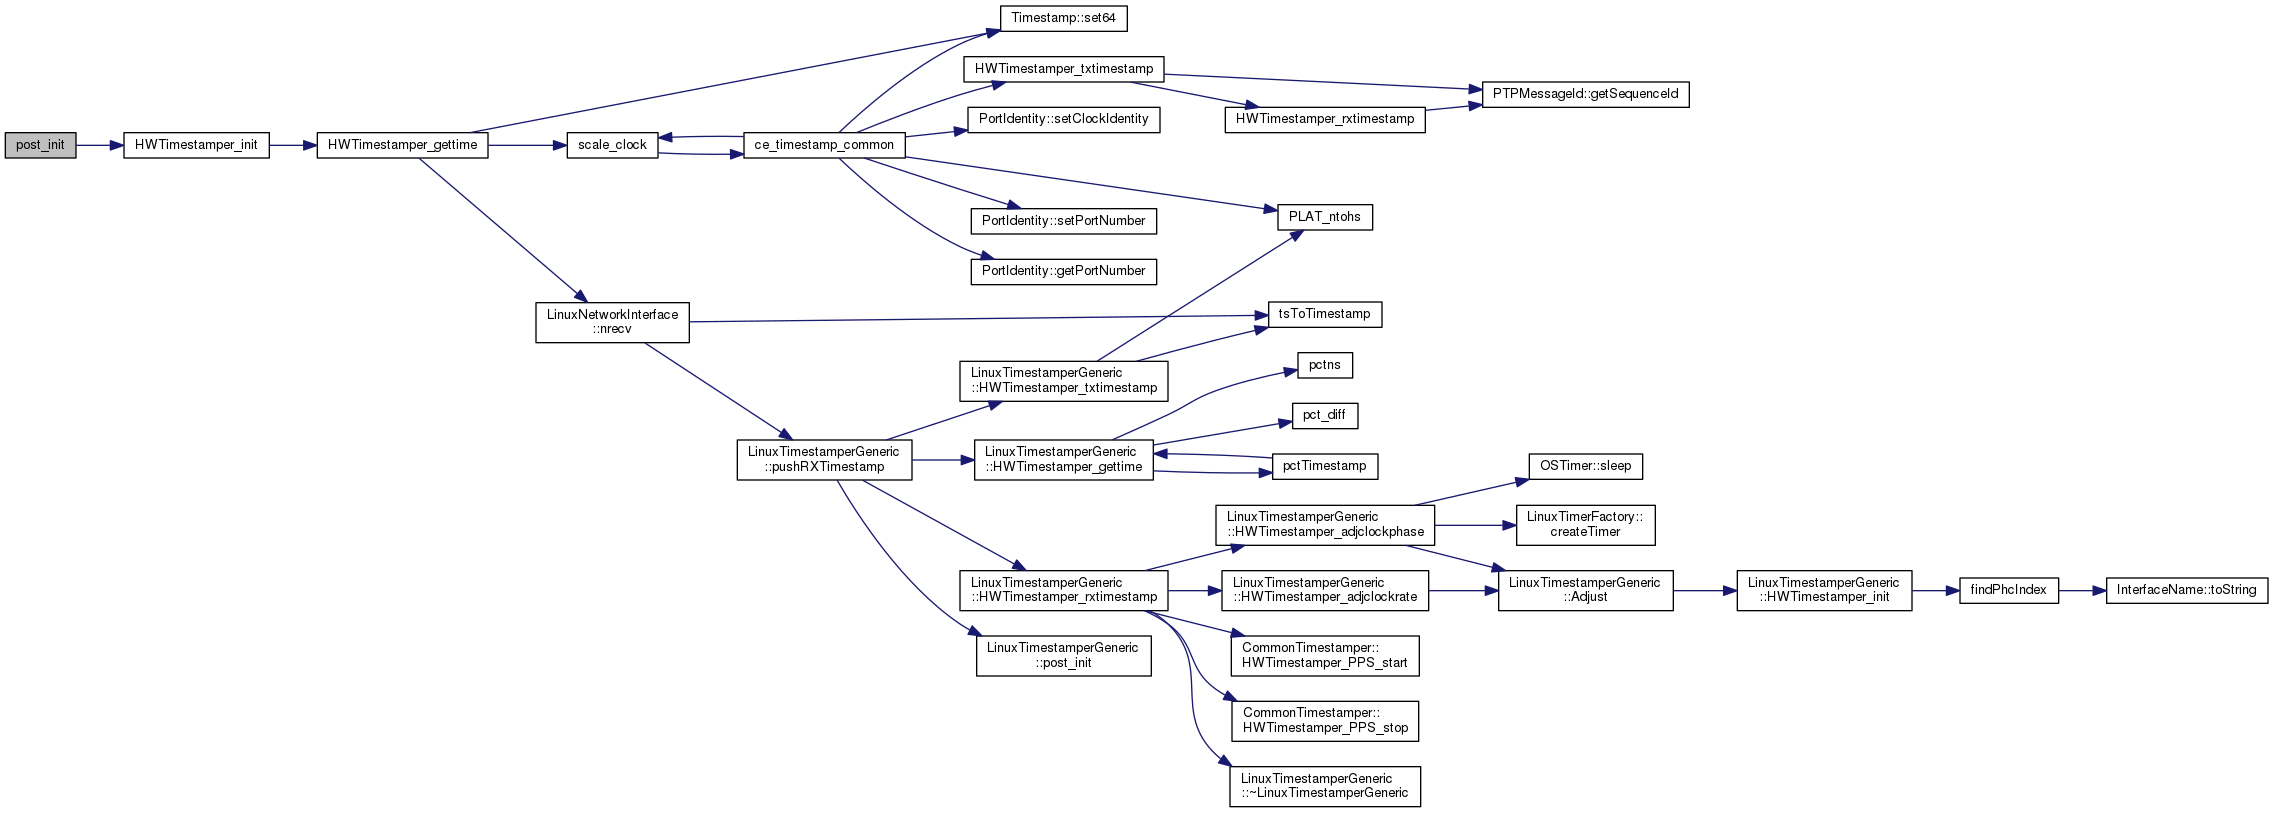 Timestamp::set64
HWTimestamper_txtimestamp
PTPMessageId::getSequenceId
PortIdentity::setClockIdentity
HWTimestamper_rxtimestamp
post_init
HWTimestamper_init
HWTimestamper_gettime
scale_clock
ce_timestamp_common
PortIdentity::setPortNumber
PLAT_ntohs
PortIdentity::getPortNumber
LinuxNetworkInterface
::nrecv
tsToTimestamp
pctns
LinuxTimestamperGeneric
::HWTimestamper_txtimestamp
pct_diff
LinuxTimestamperGeneric
::pushRXTimestamp
LinuxTimestamperGeneric
::HWTimestamper_gettime
pctTimestamp
OSTimer::sleep
LinuxTimestamperGeneric
::HWTimestamper_adjclockphase
LinuxTimerFactory::
createTimer
LinuxTimestamperGeneric
::HWTimestamper_rxtimestamp
LinuxTimestamperGeneric
::HWTimestamper_adjclockrate
LinuxTimestamperGeneric
::Adjust
LinuxTimestamperGeneric
::HWTimestamper_init
findPhcIndex
InterfaceName::toString
LinuxTimestamperGeneric
::post_init
CommonTimestamper::
HWTimestamper_PPS_start
CommonTimestamper::
HWTimestamper_PPS_stop
LinuxTimestamperGeneric
::~LinuxTimestamperGeneric